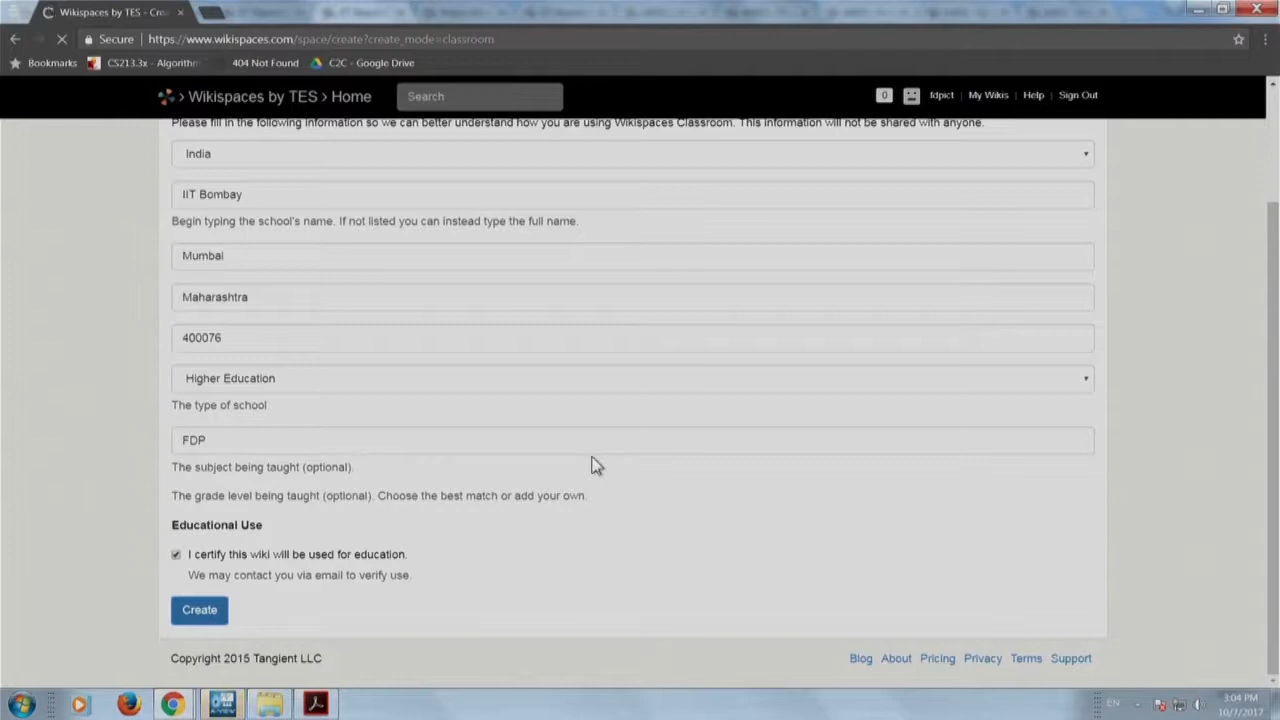 Wikispaces by TES - Cre
Secure https://www.wikispaces.com/space/create?create_mode=classroom
Bookmarks CS213.3x - Algorithm 404 Not Found C2C - Google Drive
› Wikispaces by TES › Home Search 0 fdpict My Wikis Help Sign Out
Please fill in the following information so we can better understand how you are using Wikispaces Classroom. This information will not be shared with anyone.
India
IIT Bombay
Begin typing the school's name. If not listed you can instead type the full name.
Mumbai
Maharashtra
400076
Higher Education
The type of school
FDP
The subject being taught (optional).
The grade level being taught (optional). Choose the best match or add your own.
Educational Use
I certify this wiki will be used for education.
We may contact you via email to verify use.
Create
Copyright 2015 Tangient LLC Blog About Pricing Privacy Terms Support
EN 3:04 PM
10/7/2017